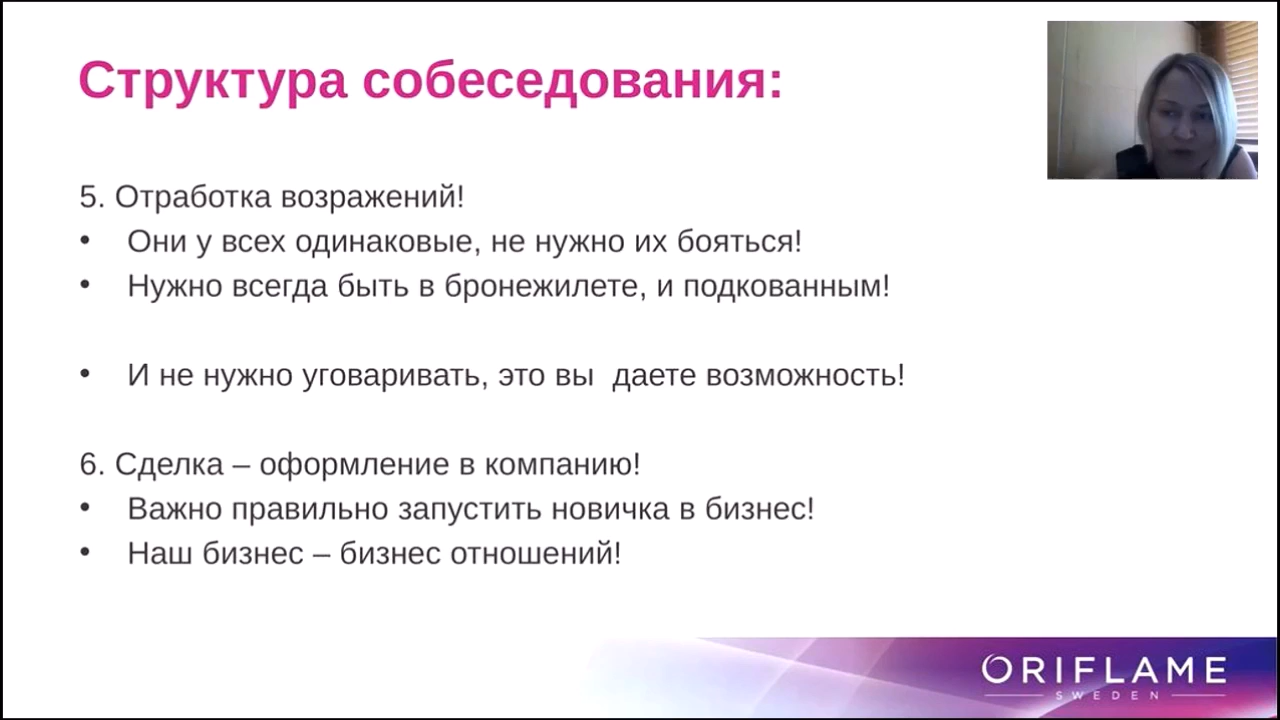 Структура собеседования:
5. Отработка возражений!
• Они у всех одинаковые, не нужно их бояться!
• Нужно всегда быть в бронежилете, и подкованным!
• И не нужно уговаривать, это вы  даете возможность!
6. Сделка – оформление в компанию!
• Важно правильно запустить новичка в бизнес!
• Наш бизнес – бизнес отношений!
ORIFLAME
SWEDEN